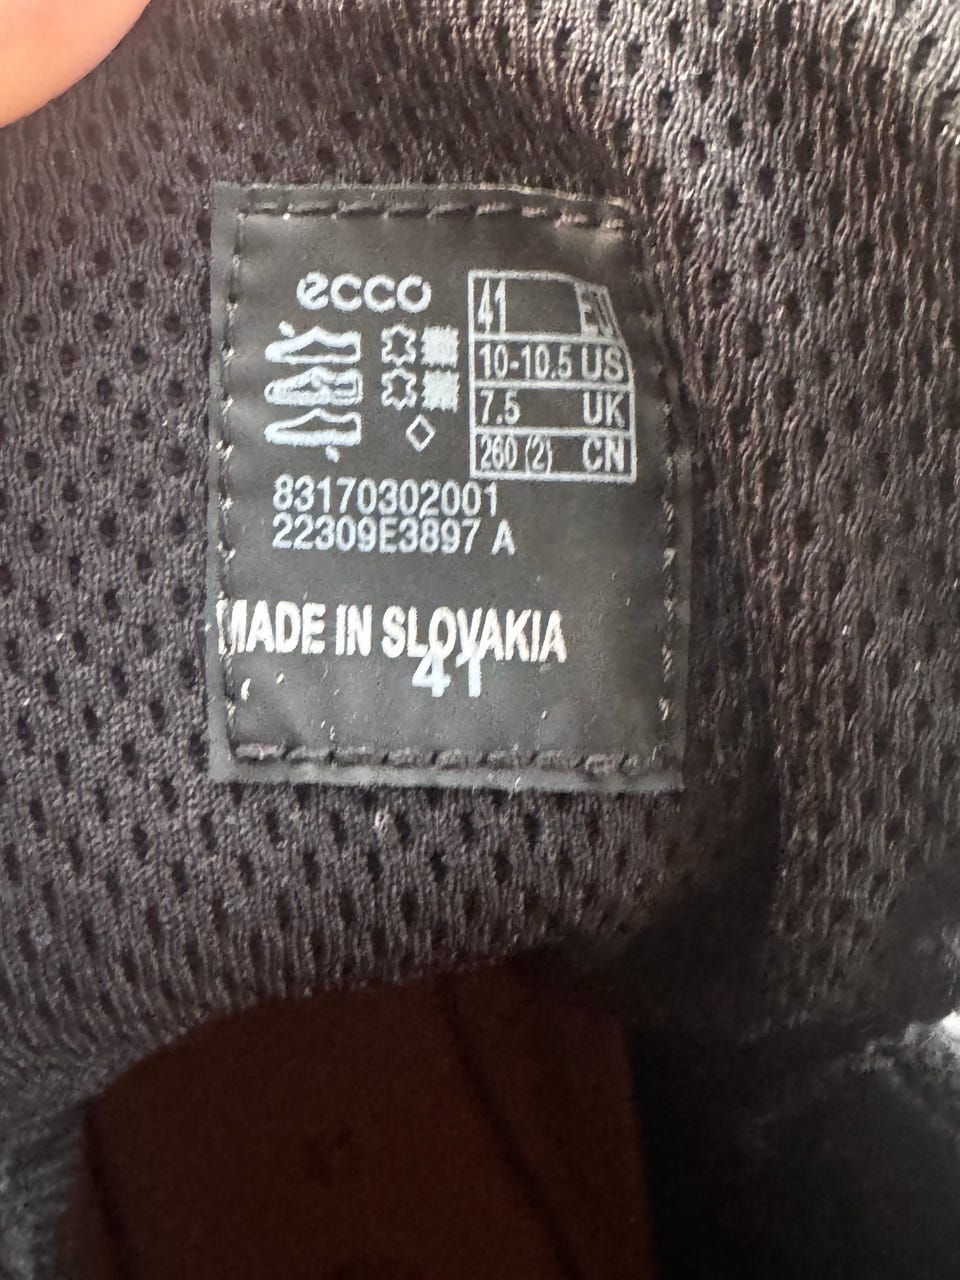 ecco
41 EU
10-10.5 US
7.5 UK
260 (2) CN
83170302001
22309E3897 A
MADE IN SLOVAKIA
41